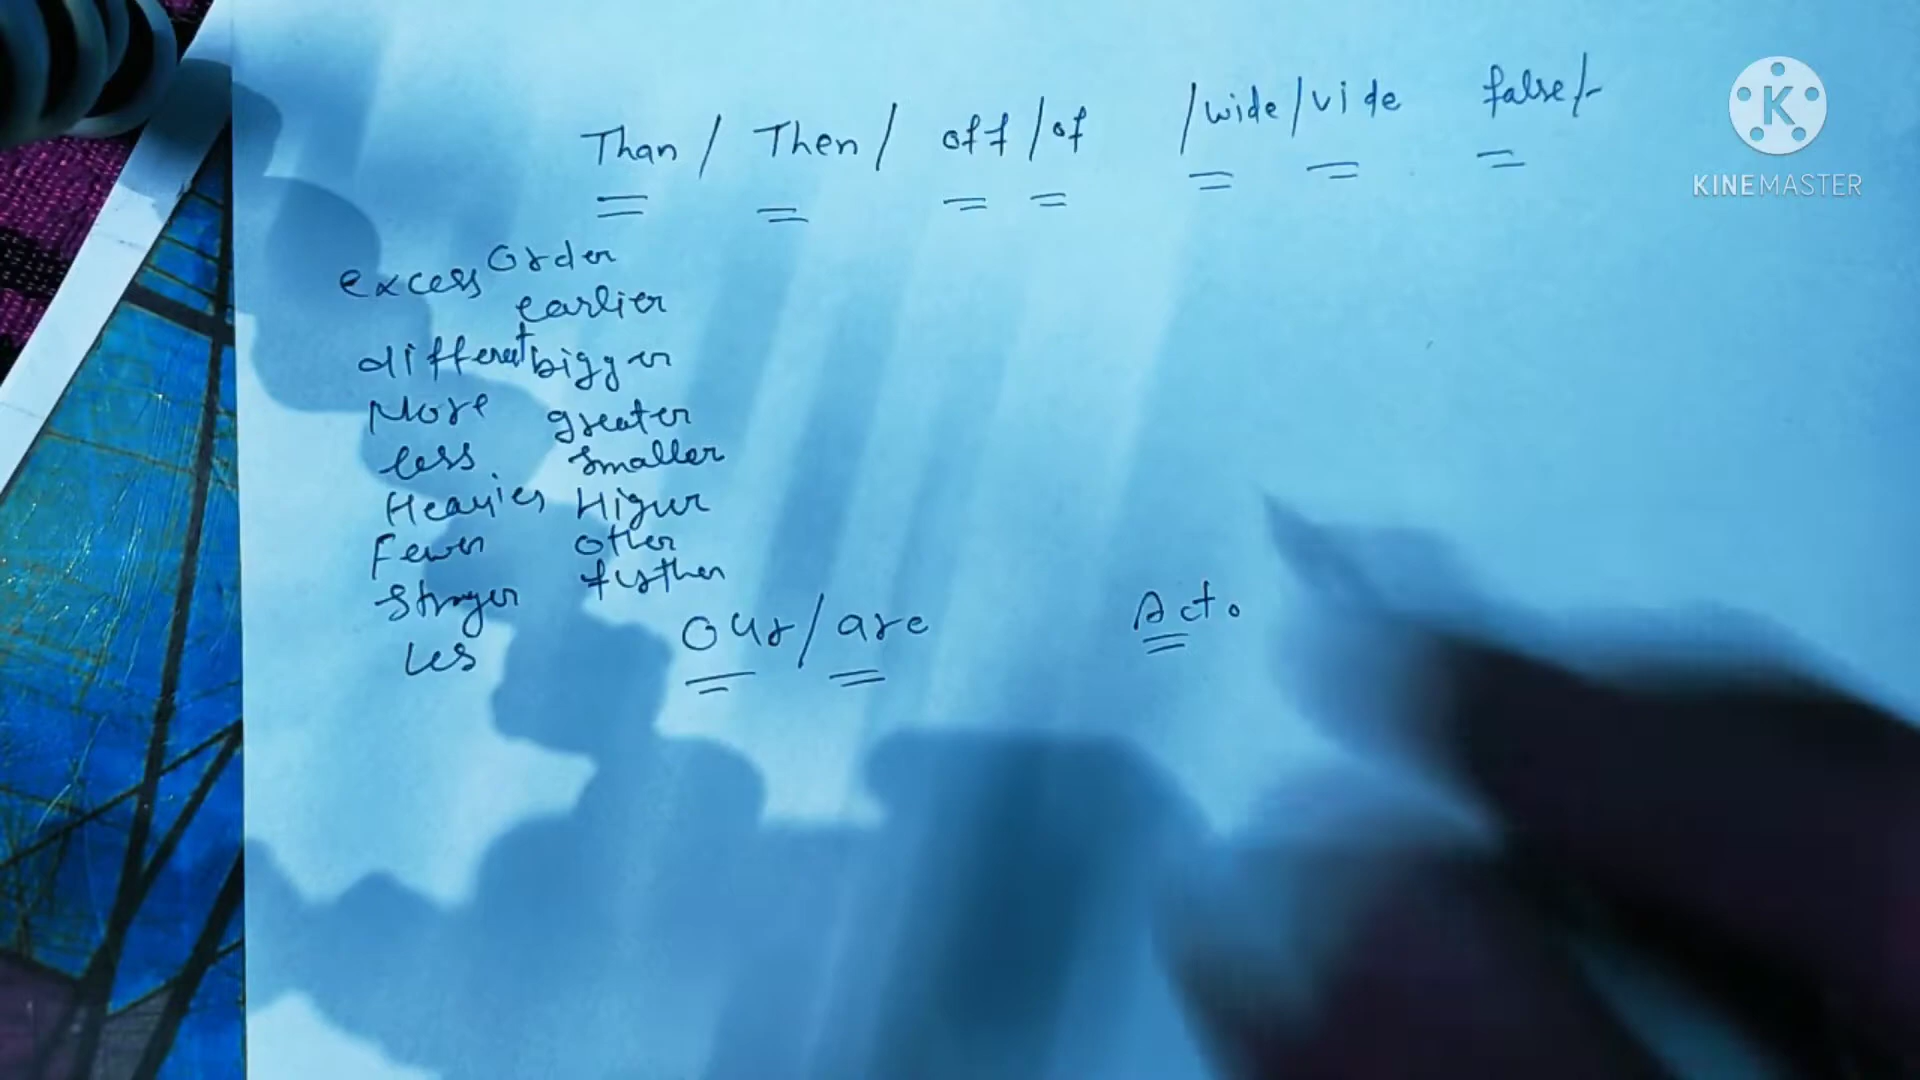 Than / Then / off / of / wide / vide false /-
KINEMASTER
excess order
earlier
different bigger
More greater
less. smaller
Heavier Higher
Fewer other
Stronger further
Les
our / are Act.